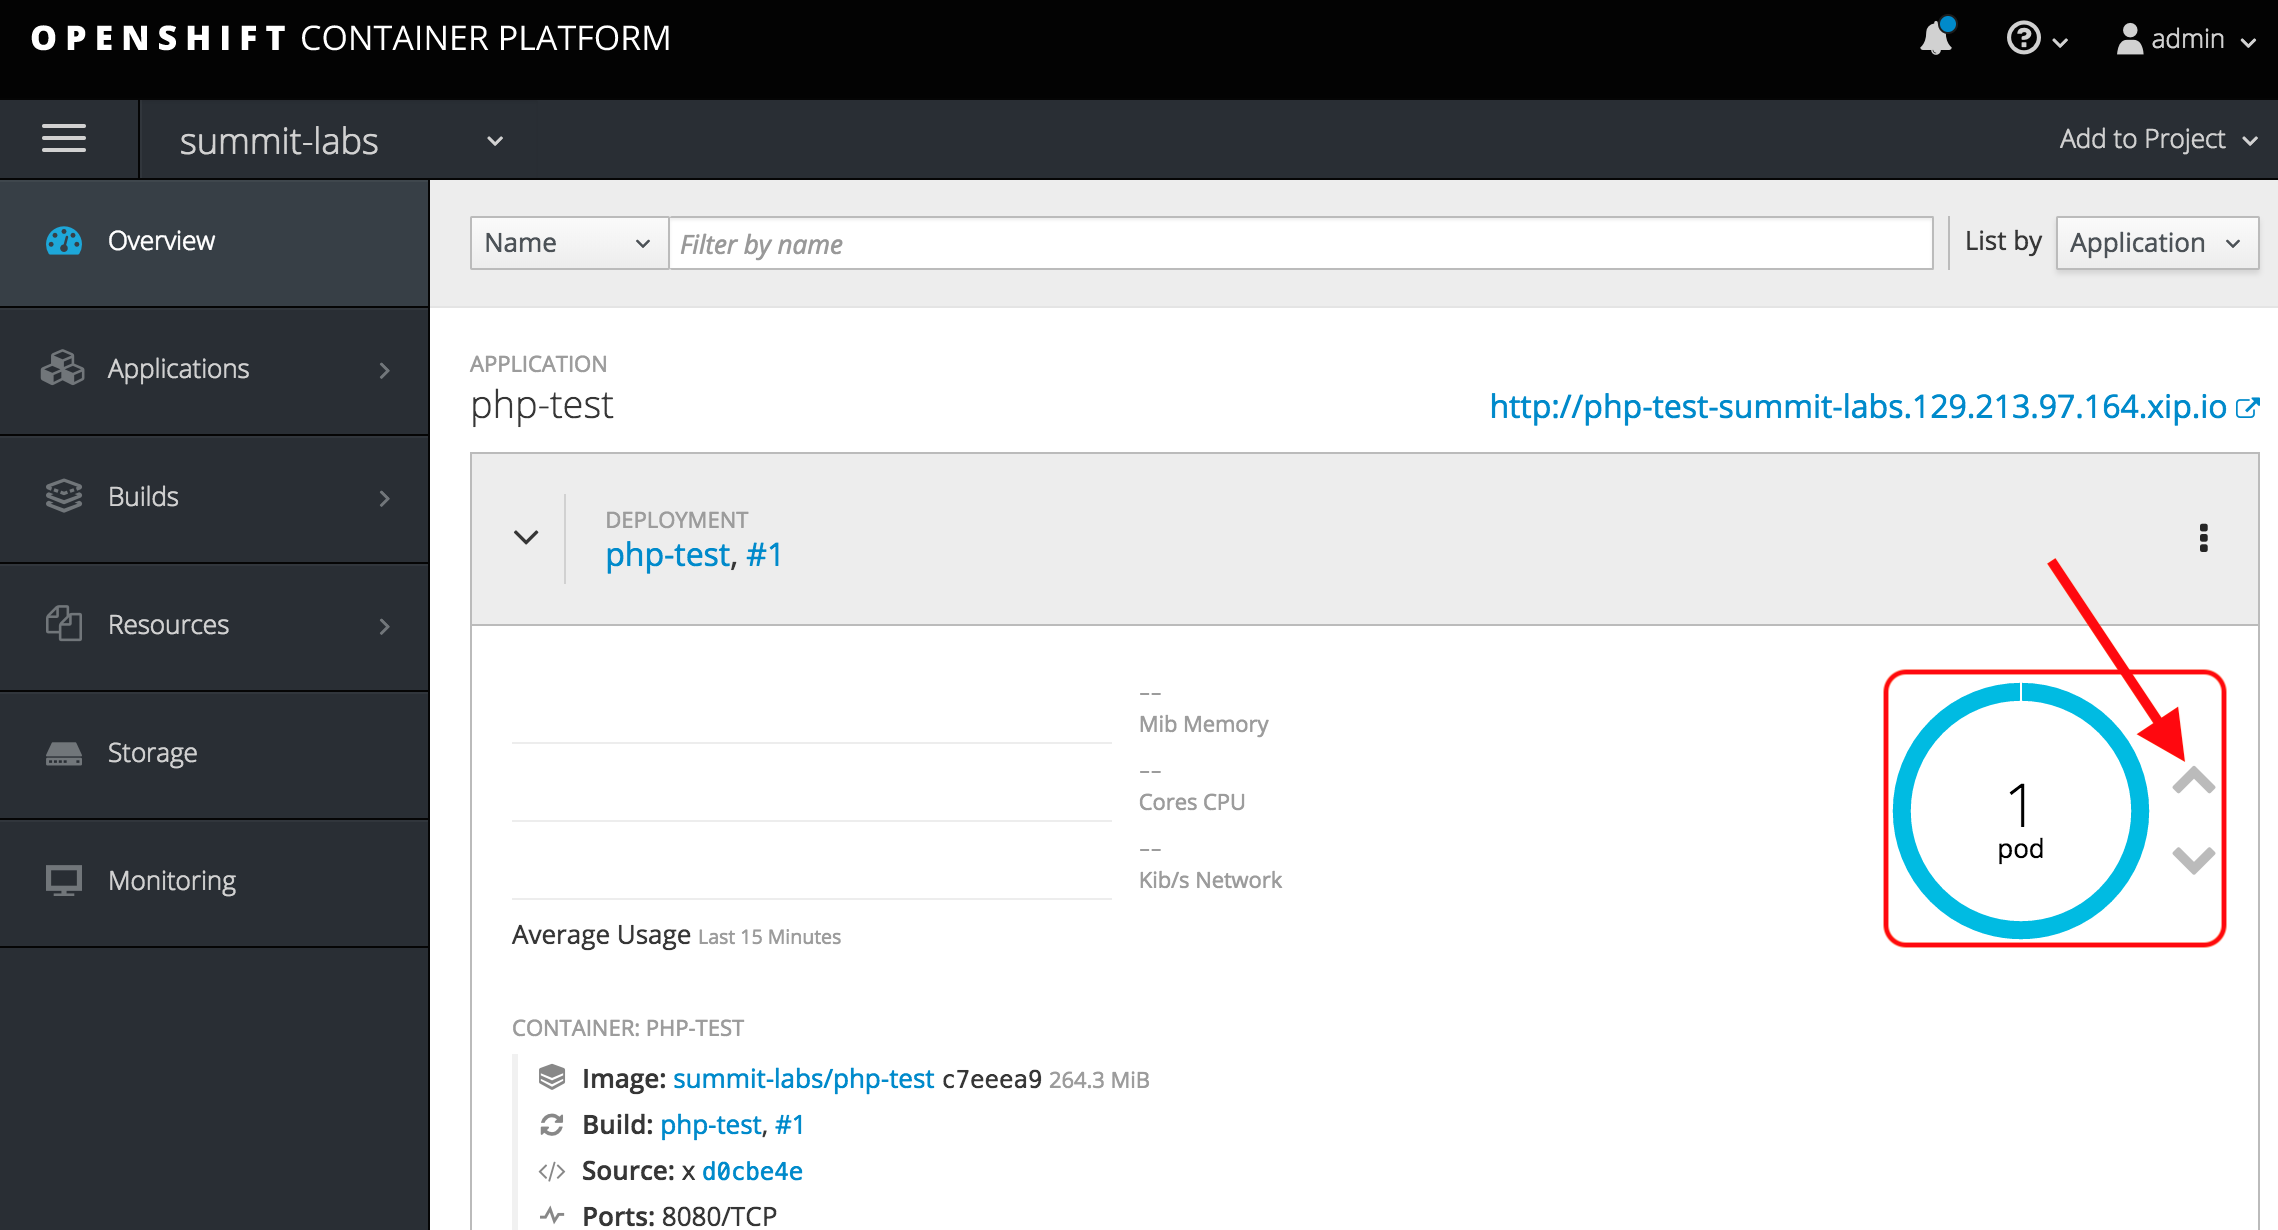 OPENSHIFT CONTAINER PLATFORM
admin
summit-labs
Add to Project
Overview
Applications
Builds
Resources
Storage
Monitoring
Name
Filter by name
List by
Application
APPLICATION
php-test
http://php-test-summit-labs.129.213.97.164.xip.io
DEPLOYMENT
php-test, #1
--
Mib Memory
--
Cores CPU
--
Kib/s Network
1
pod
Average Usage Last 15 Minutes
CONTAINER: PHP-TEST
Image: summit-labs/php-test c7eeea9 264.3 MiB
Build: php-test, #1
Source: x d0cbe4e
Ports: 8080/TCP